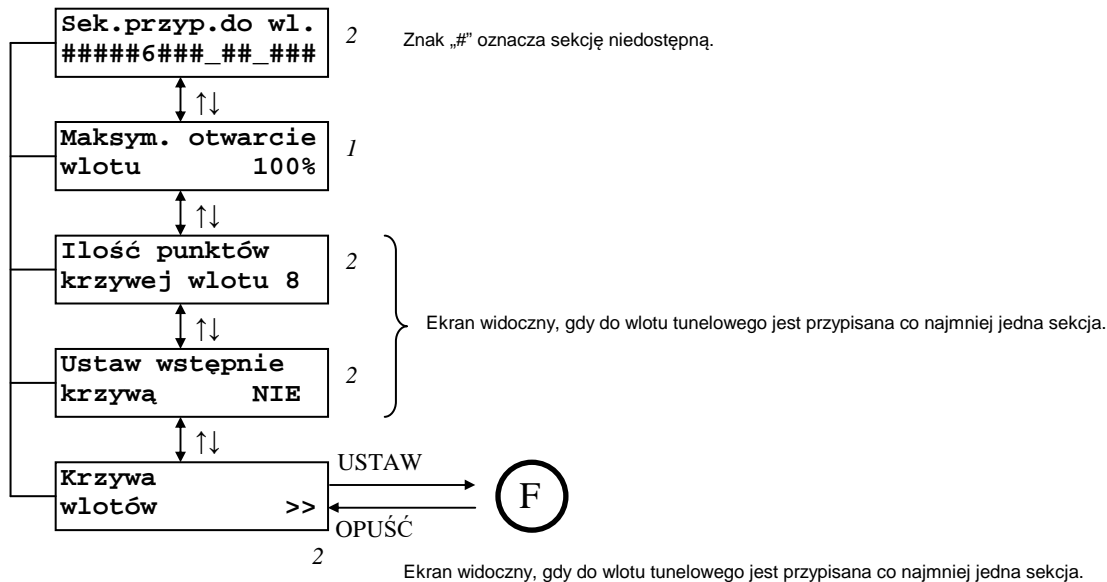 Sek.przyp.do wl.
#####6###_##_###
2
Znak „#” oznacza sekcję niedostępną.
↑↓
Maksym. otwarcie
wlotu 100%
1
↑↓
Ilość punktów
krzywej wlotu 8
2
Ekran widoczny, gdy do wlotu tunelowego jest przypisana co najmniej jedna sekcja.
↑↓
Ustaw wstępnie
krzywą NIE
2
↑↓
Krzywa
wlotów >>
USTAW
F
OPUŚĆ
2
Ekran widoczny, gdy do wlotu tunelowego jest przypisana co najmniej jedna sekcja.